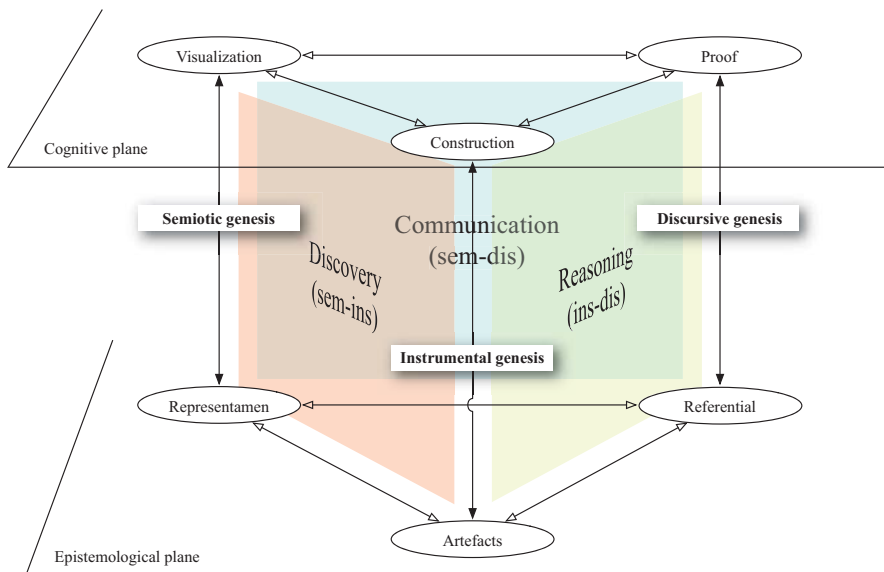 Visualization
Proof
Construction
Cognitive plane
Semiotic genesis
Discursive genesis
Communication
(sem-dis)
Discovery
(sem-ins)
Reasoning
(ins-dis)
Instrumental genesis
Representamen
Referential
Artefacts
Epistemological plane